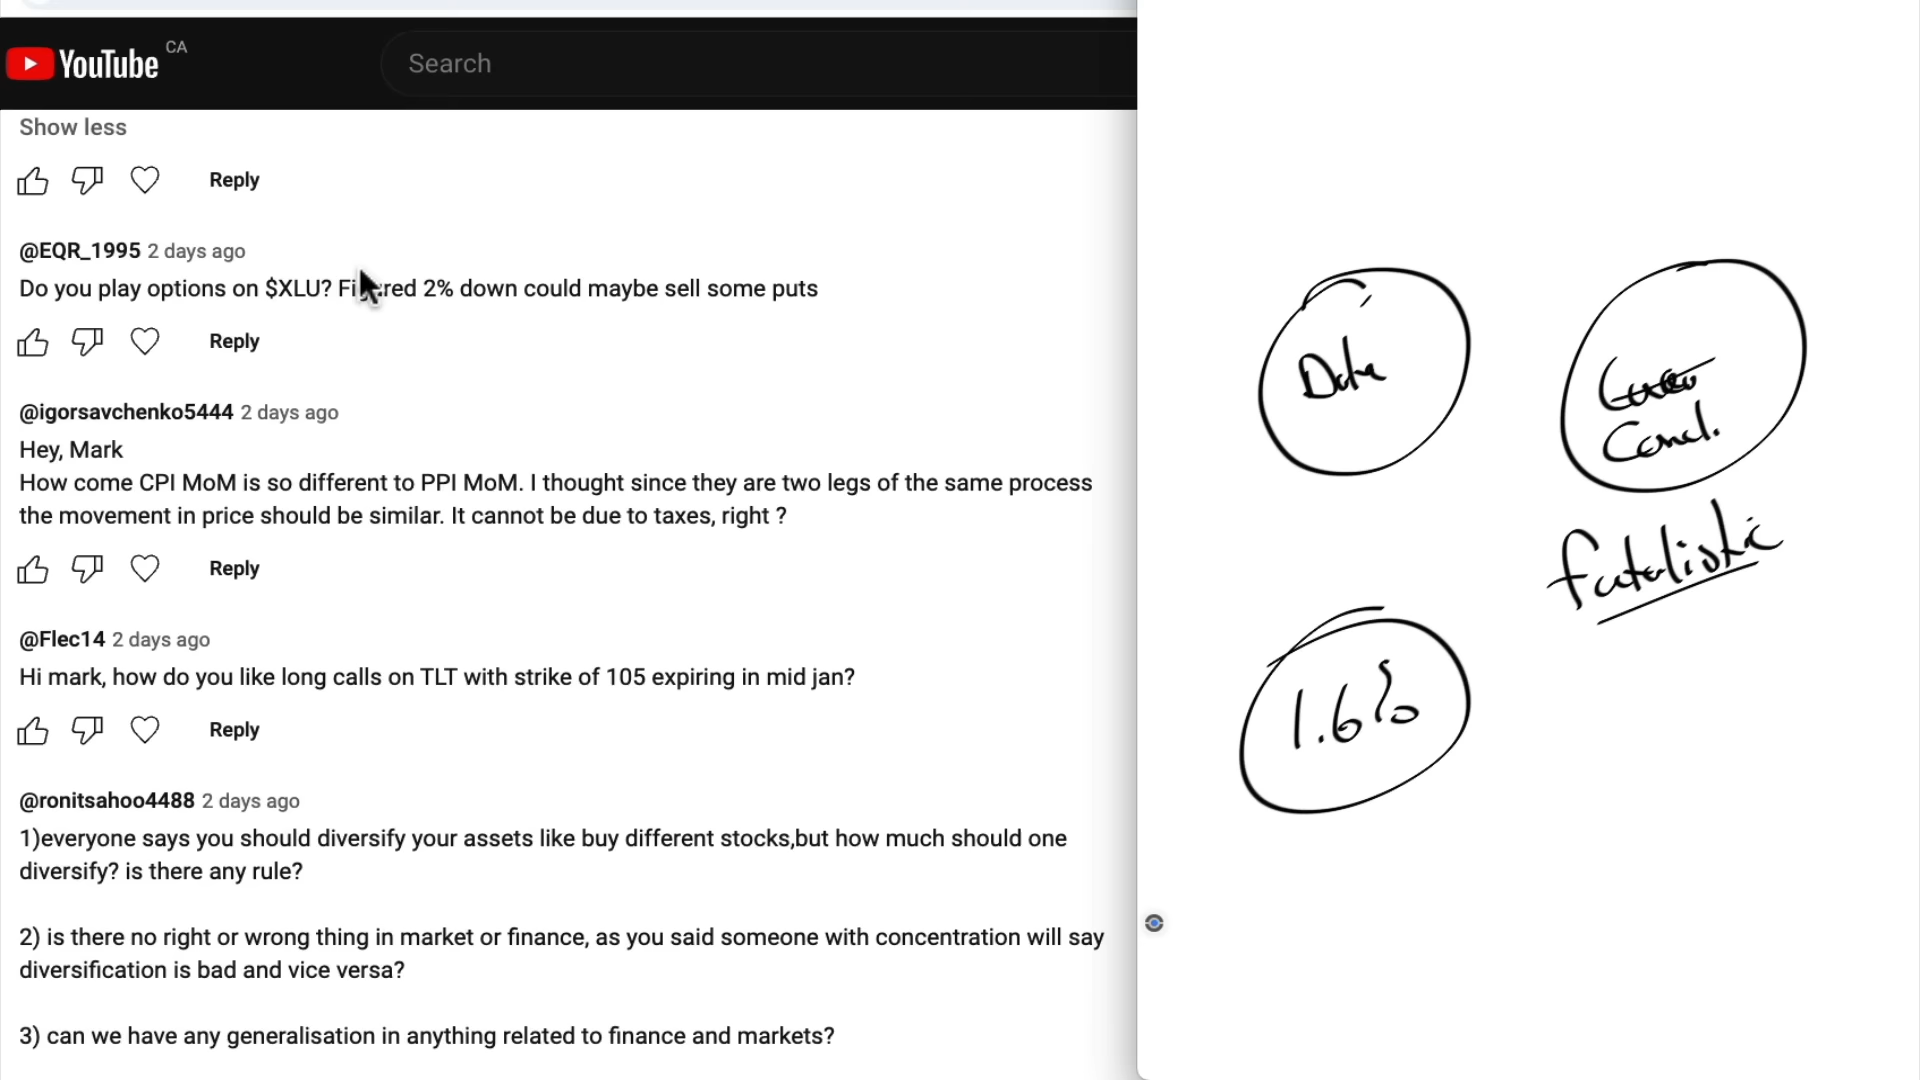 YouTube CA
Search
Show less
Reply
@EQR_1995 2 days ago
Do you play options on $XLU? Fi red 2% down could maybe sell some puts
Reply
@igorsavchenko5444 2 days ago
Hey, Mark
How come CPI MoM is so different to PPI MoM. I thought since they are two legs of the same process
the movement in price should be similar. It cannot be due to taxes, right ?
Reply
@Flec14 2 days ago
Hi mark, how do you like long calls on TLT with strike of 105 expiring in mid jan?
Reply
@ronitsahoo4488 2 days ago
1)everyone says you should diversify your assets like buy different stocks,but how much should one
diversify? is there any rule?
2) is there no right or wrong thing in market or finance, as you said someone with concentration will say
diversification is bad and vice versa?
3) can we have any generalisation in anything related to finance and markets?
Data
Concl.
fatalistic
1.6%